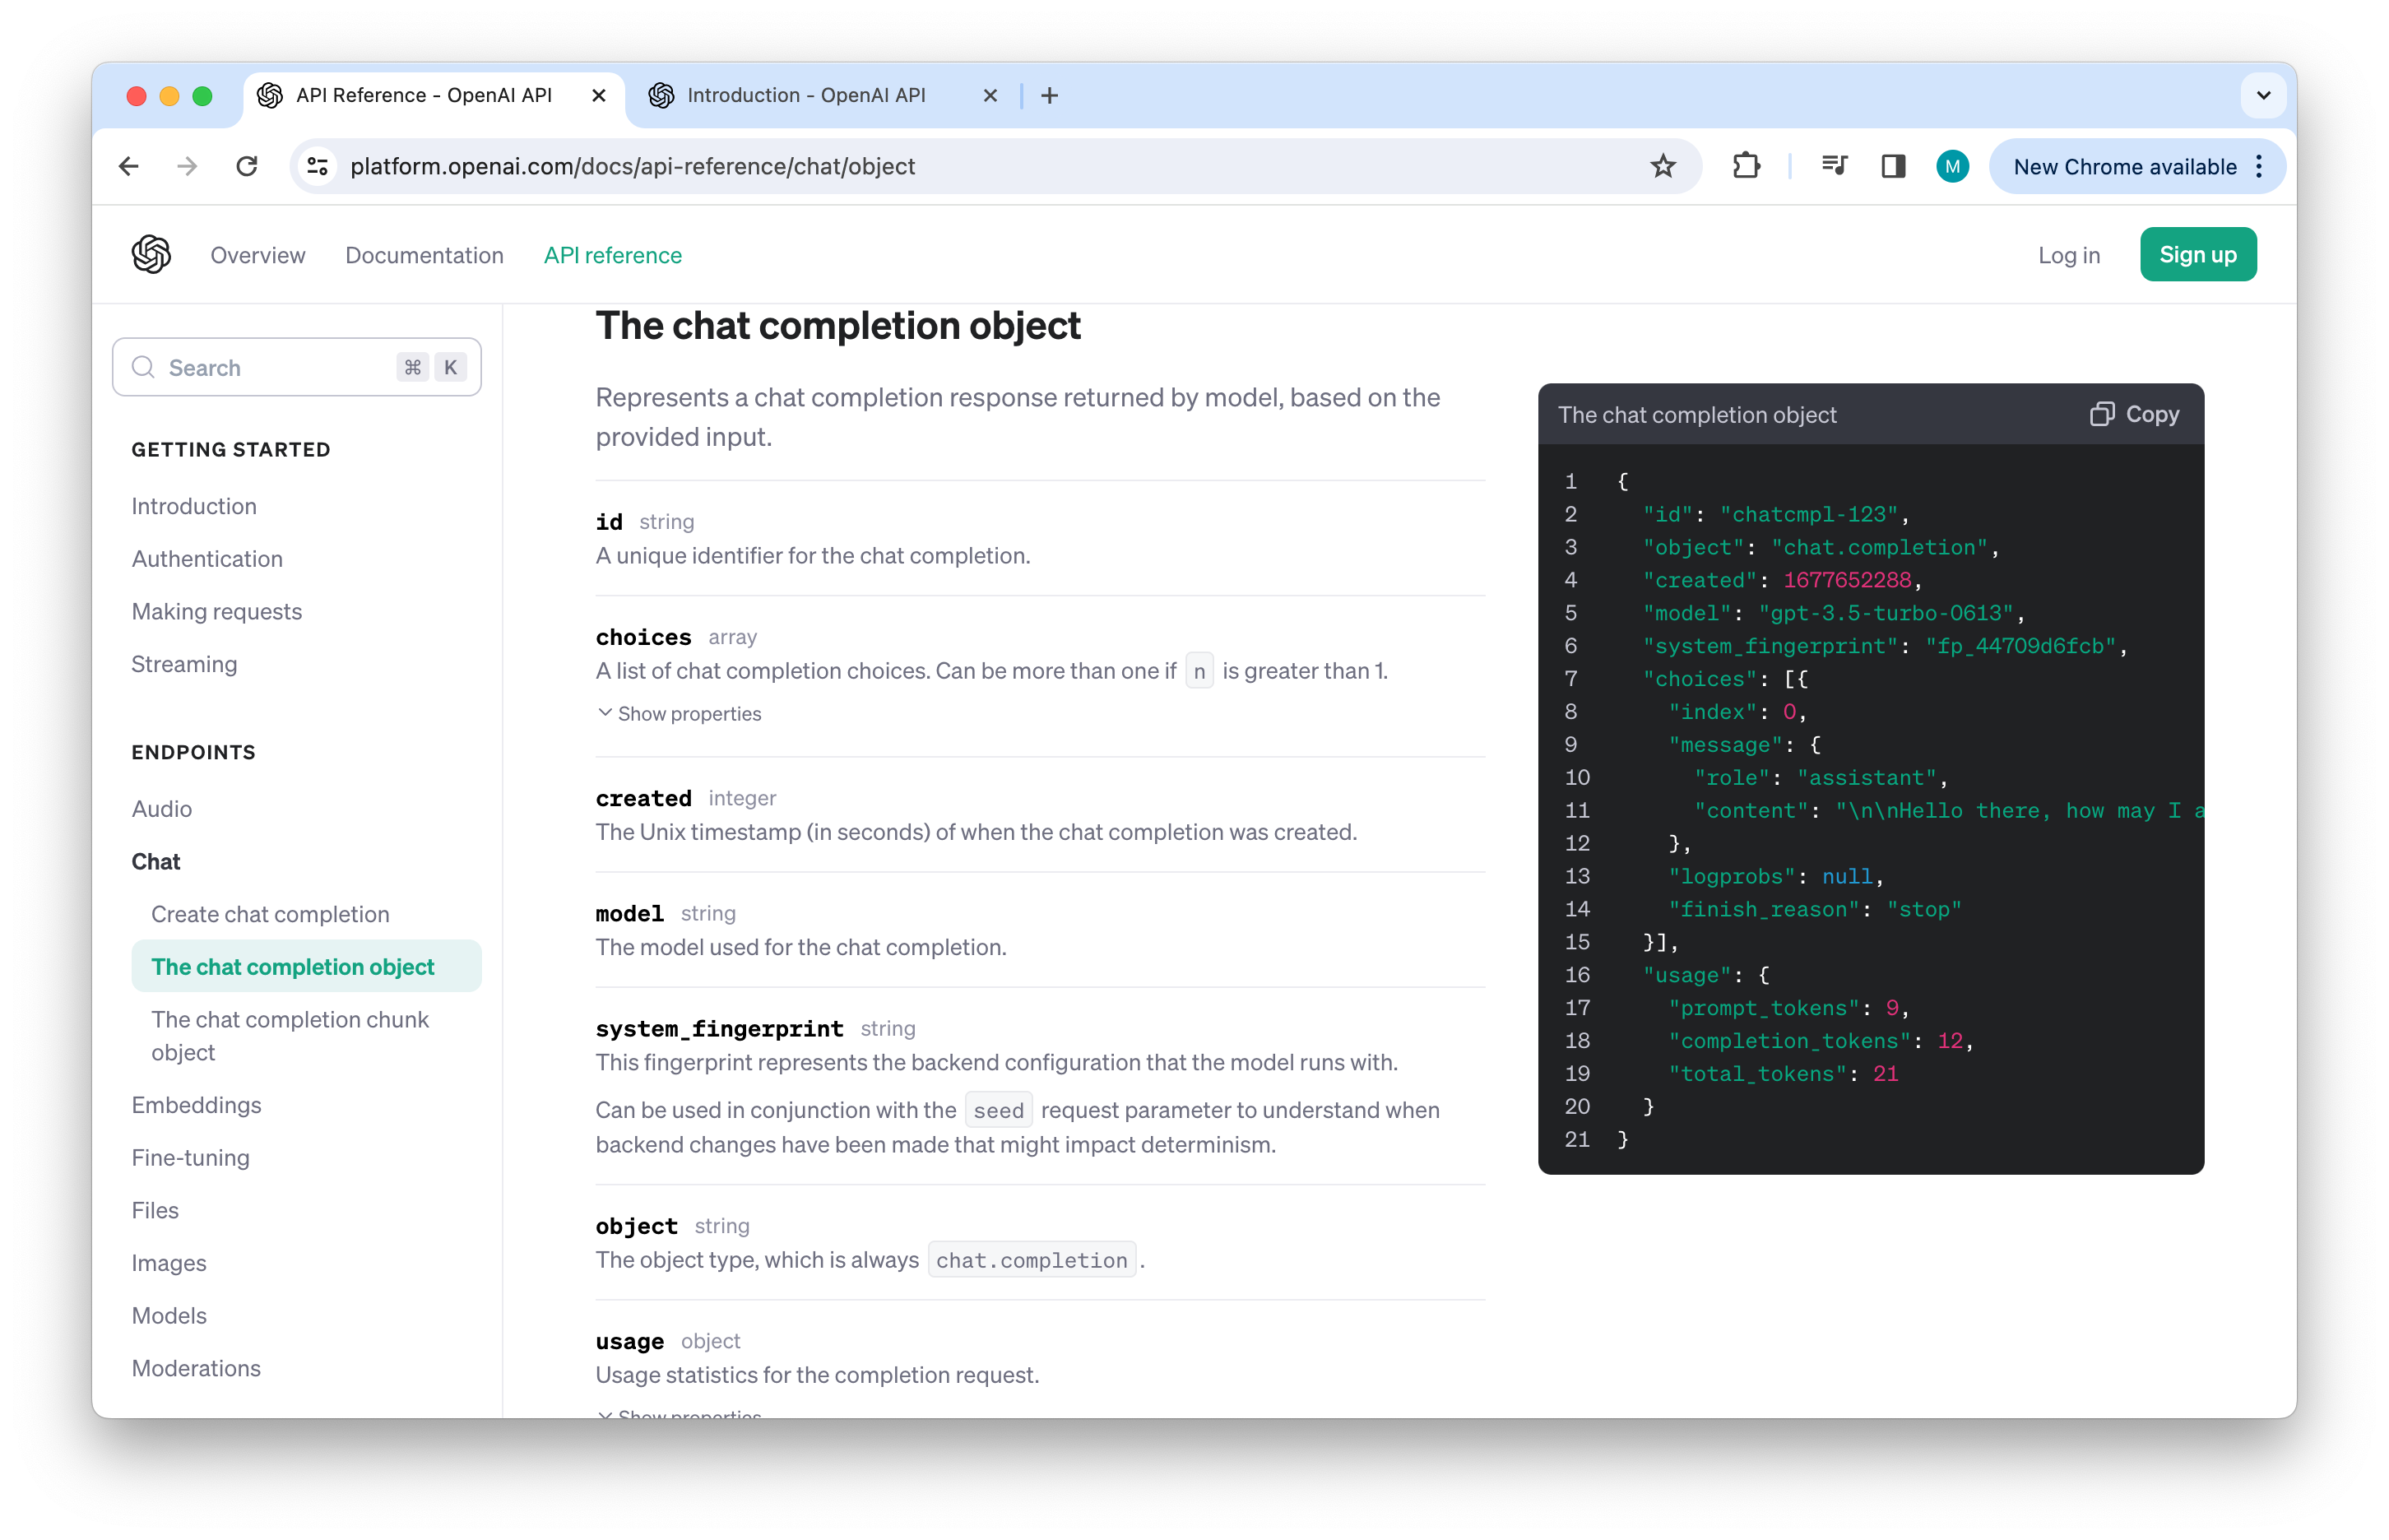 API Reference - OpenAI API
Introduction - OpenAI API
platform.openai.com/docs/api-reference/chat/object
M
New Chrome available
Overview
Documentation
API reference
Log in
Sign up
Search
⌘ K
GETTING STARTED
Introduction
Authentication
Making requests
Streaming
ENDPOINTS
Audio
Chat
Create chat completion
The chat completion object
The chat completion chunk
object
Embeddings
Fine-tuning
Files
Images
Models
Moderations
The chat completion object
Represents a chat completion response returned by model, based on the
provided input.
id string
A unique identifier for the chat completion.
choices array
A list of chat completion choices. Can be more than one if n is greater than 1.
Show properties
created integer
The Unix timestamp (in seconds) of when the chat completion was created.
model string
The model used for the chat completion.
system_fingerprint string
This fingerprint represents the backend configuration that the model runs with.
Can be used in conjunction with the seed request parameter to understand when
backend changes have been made that might impact determinism.
object string
The object type, which is always chat.completion.
usage object
Usage statistics for the completion request.
Show properties
The chat completion object
Copy
1 {
2 "id": "chatcmpl-123",
3 "object": "chat.completion",
4 "created": 1677652288,
5 "model": "gpt-3.5-turbo-0613",
6 "system_fingerprint": "fp_44709d6fcb",
7 "choices": [{
8 "index": 0,
9 "message": {
10 "role": "assistant",
11 "content": "\n\nHello there, how may I a
12 },
13 "logprobs": null,
14 "finish_reason": "stop"
15 }],
16 "usage": {
17 "prompt_tokens": 9,
18 "completion_tokens": 12,
19 "total_tokens": 21
20 }
21 }